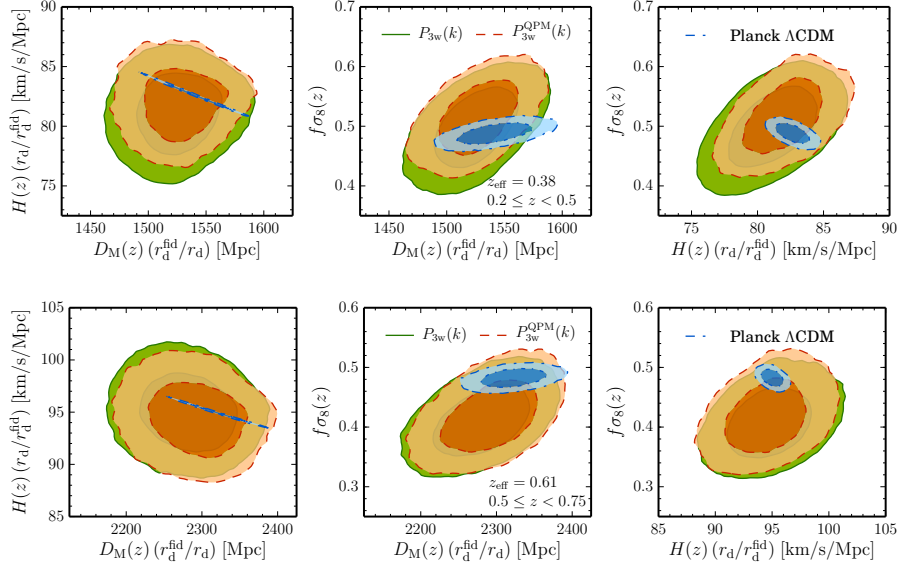 90
85
80
75
H(z) (r_d/r_d^fid) [km/s/Mpc]
1450 1500 1550 1600
D_M(z) (r_d^fid/r_d) [Mpc]
0.6
0.5
0.4
fσ_8(z)
P_3w(k) P_3w^QPM(k)
z_eff = 0.38
0.2 ≤ z < 0.5
1450 1500 1550 1600
D_M(z) (r_d^fid/r_d) [Mpc]
0.6
0.5
0.4
fσ_8(z)
Planck ΛCDM
75 80 85 90
H(z) (r_d/r_d^fid) [km/s/Mpc]
105
100
95
90
85
H(z) (r_d/r_d^fid) [km/s/Mpc]
2200 2300 2400
D_M(z) (r_d^fid/r_d) [Mpc]
0.6
0.5
0.4
0.3
fσ_8(z)
P_3w(k) P_3w^QPM(k)
z_eff = 0.61
0.5 ≤ z < 0.75
2200 2300 2400
D_M(z) (r_d^fid/r_d) [Mpc]
0.6
0.5
0.4
0.3
fσ_8(z)
Planck ΛCDM
85 90 95 100 105
H(z) (r_d/r_d^fid) [km/s/Mpc]